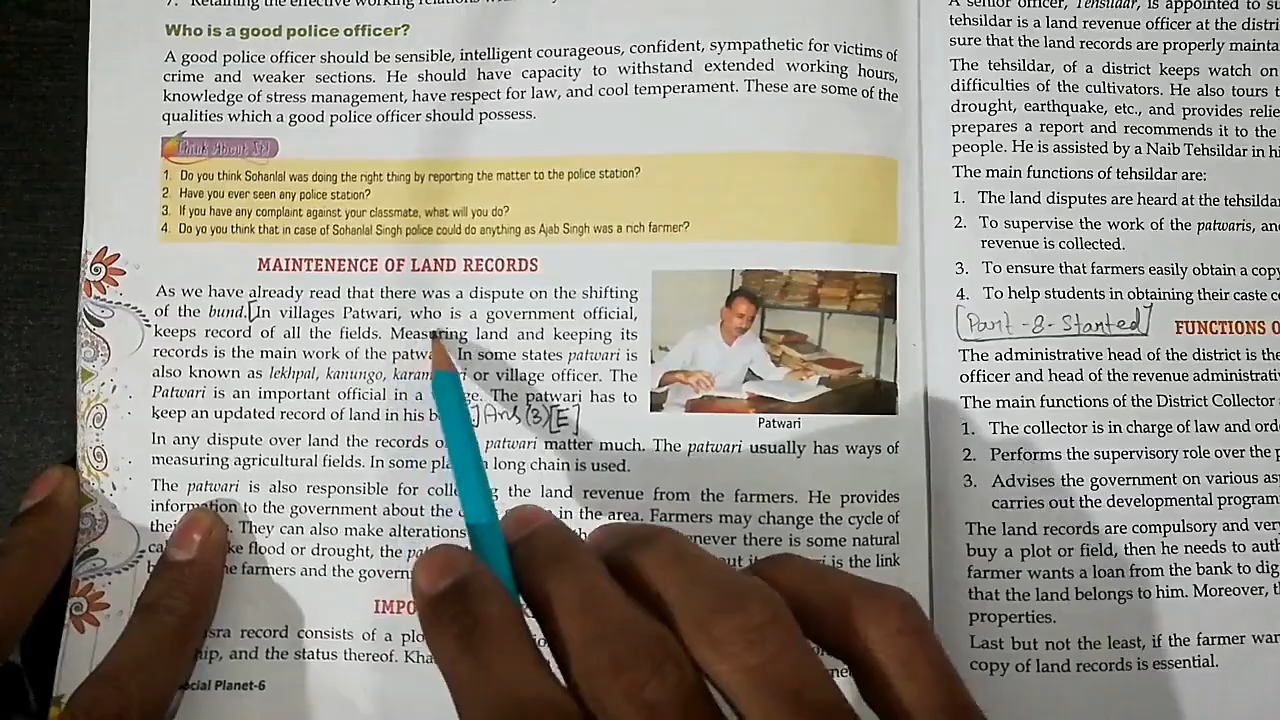 7. Retaining the effective working
Who is a good police officer?
A good police officer should be sensible, intelligent courageous, confident, sympathetic for victims of
crime and weaker sections. He should have capacity to withstand extended working hours,
knowledge of stress management, have respect for law, and cool temperament. These are some of the
qualities which a good police officer should possess.
Think About It!
1. Do you think Sohanlal was doing the right thing by reporting the matter to the police station?
2. Have you ever seen any police station?
3. If you have any complaint against your classmate, what will you do?
4. Do yo you think that in case of Sohanlal Singh police could do anything as Ajab Singh was a rich farmer?
MAINTENENCE OF LAND RECORDS
As we have already read that there was a dispute on the shifting
of the bund. [In villages Patwari, who is a government official,
keeps record of all the fields. Measuring land and keeping its
records is the main work of the In some states patwari is
also known as lekhpal, kanungo, or village officer. The
Patwari is an important official in a The patwari has to
keep an updated record of land in his ] Ans (3) [E]
Patwari
In any dispute over land the records patwari matter much. The patwari usually has ways of
measuring agricultural fields. In some long chain is used.
The patwari is also responsible for the land revenue from the farmers. He provides
information to the government about the in the area. Farmers may change the cycle of
They can also make alterations there is some natural
flood or drought, the is the link
farmers and the
sra record consists of a
and the status thereof.
cial Planet-6
A senior officer, Tehsildar, is appointed to
tehsildar is a land revenue officer at the
sure that the land records are properly
The tehsildar, of a district keeps watch on
difficulties of the cultivators. He also tours
drought, earthquake, etc., and provides
prepares a report and recommends it to the
people. He is assisted by a Naib Tehsildar in
The main functions of tehsildar are:
1. The land disputes are heard at the
2. To supervise the work of the patwaris,
revenue is collected.
3. To ensure that farmers easily obtain a
4. To help students in obtaining their caste
[Part-8-Started]
FUNCTIONS
The administrative head of the district is the
officer and head of the revenue
The main functions of the District Collector
1. The collector is in charge of law and
2. Performs the supervisory role over the
3. Advises the government on various
carries out the developmental
The land records are compulsory and
buy a plot or field, then he needs to
farmer wants a loan from the bank to
that the land belongs to him. Moreover,
properties.
Last but not the least, if the farmer
copy of land records is essential.